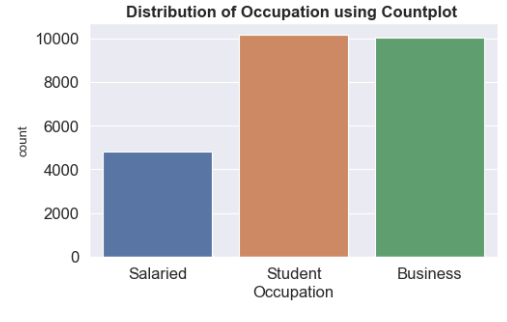 Distribution of Occupation using Countplot
10000
8000
6000
4000
2000
0
count
Salaried Student Business
Occupation